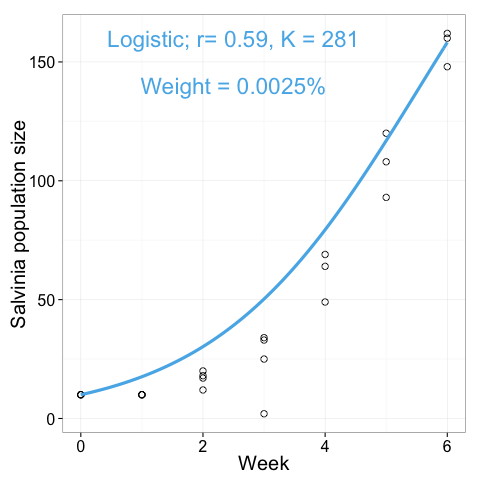 Logistic; r= 0.59, K = 281
Weight = 0.0025%
150
100
50
0
Salvinia population size
0 2 4 6
Week